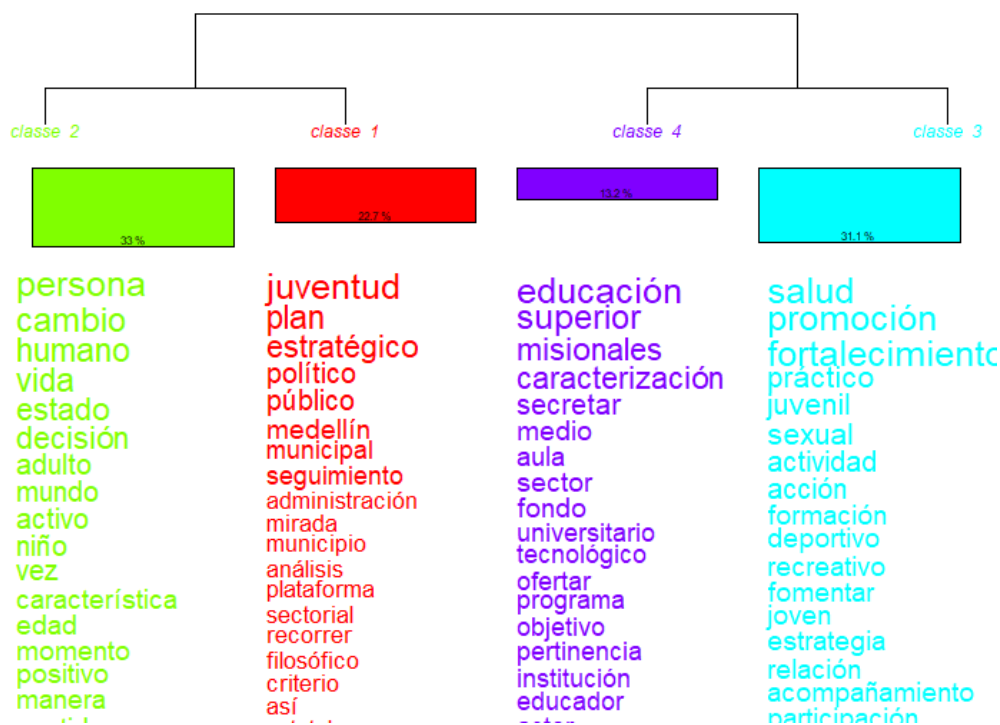 classe 2
classe 1
classe 4
classe 3
33 %
22.7 %
13.2 %
31.1 %
persona
cambio
humano
vida
estado
decisión
adulto
mundo
activo
niño
vez
característica
edad
momento
positivo
manera
juventud
plan
estratégico
político
público
medellín
municipal
seguimiento
administración
mirada
municipio
análisis
plataforma
sectorial
recorrer
filosófico
criterio
así
educación
superior
misionales
caracterización
secretar
medio
aula
sector
fondo
universitario
tecnológico
ofertar
programa
objetivo
pertinencia
institución
educador
salud
promoción
fortalecimiento
práctico
juvenil
sexual
actividad
acción
formación
deportivo
recreativo
fomentar
joven
estrategia
relación
acompañamiento
participación